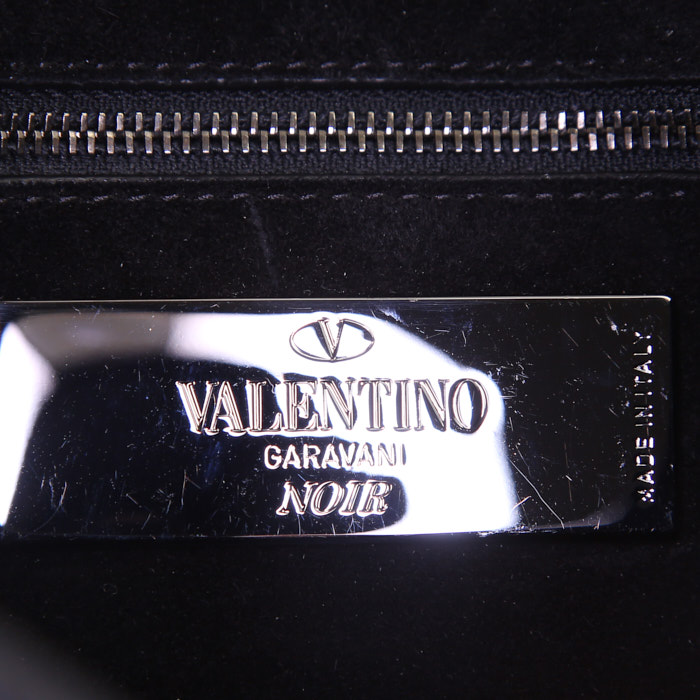 V
VALENTINO
GARAVANI
NOIR
MADE IN ITALY